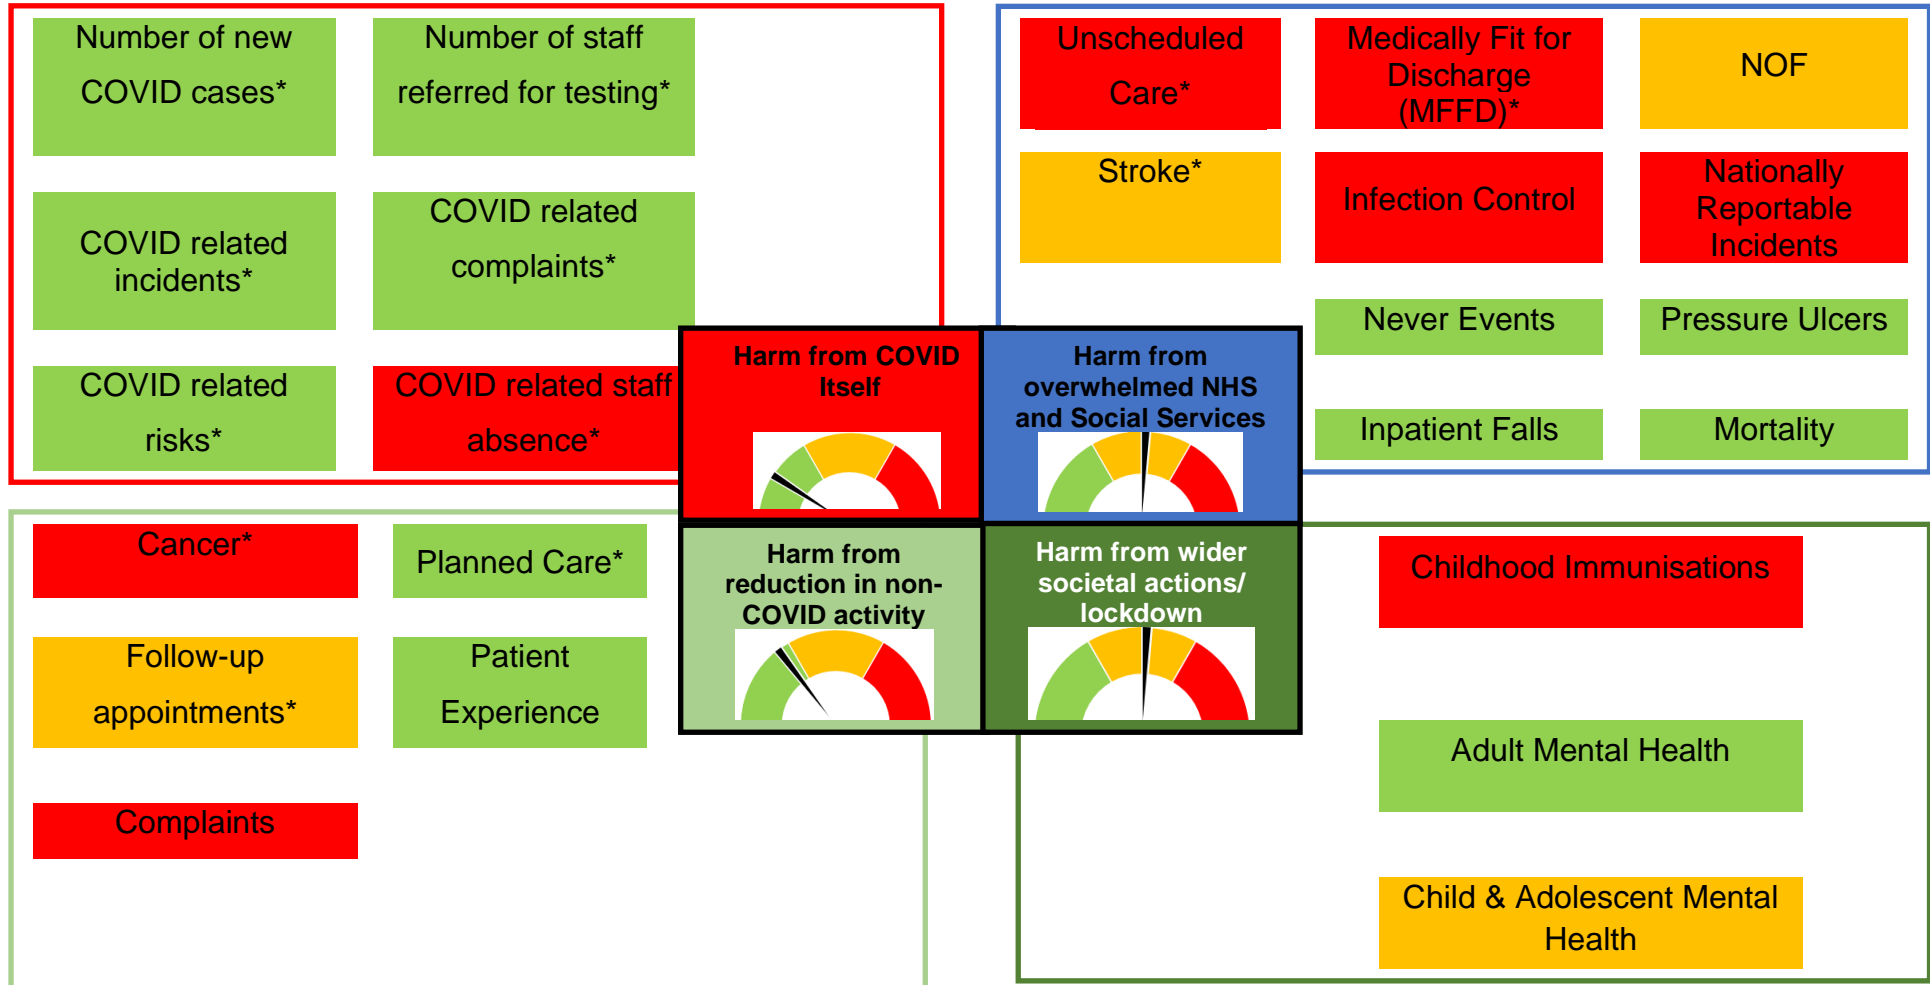 Number of new
COVID cases*
Number of staff
referred for testing*
COVID related
incidents*
COVID related
complaints*
COVID related
risks*
COVID related staff
absence*
Unscheduled
Care*
Medically Fit for
Discharge
(MFFD)*
NOF
Stroke*
Infection Control
Nationally
Reportable
Incidents
Never Events
Pressure Ulcers
Inpatient Falls
Mortality
Harm from COVID
Itself
Harm from
overwhelmed NHS
and Social Services
Harm from
reduction in non-
COVID activity
Harm from wider
societal actions/
lockdown
Cancer*
Planned Care*
Follow-up
appointments*
Patient
Experience
Complaints
Childhood Immunisations
Adult Mental Health
Child & Adolescent Mental
Health